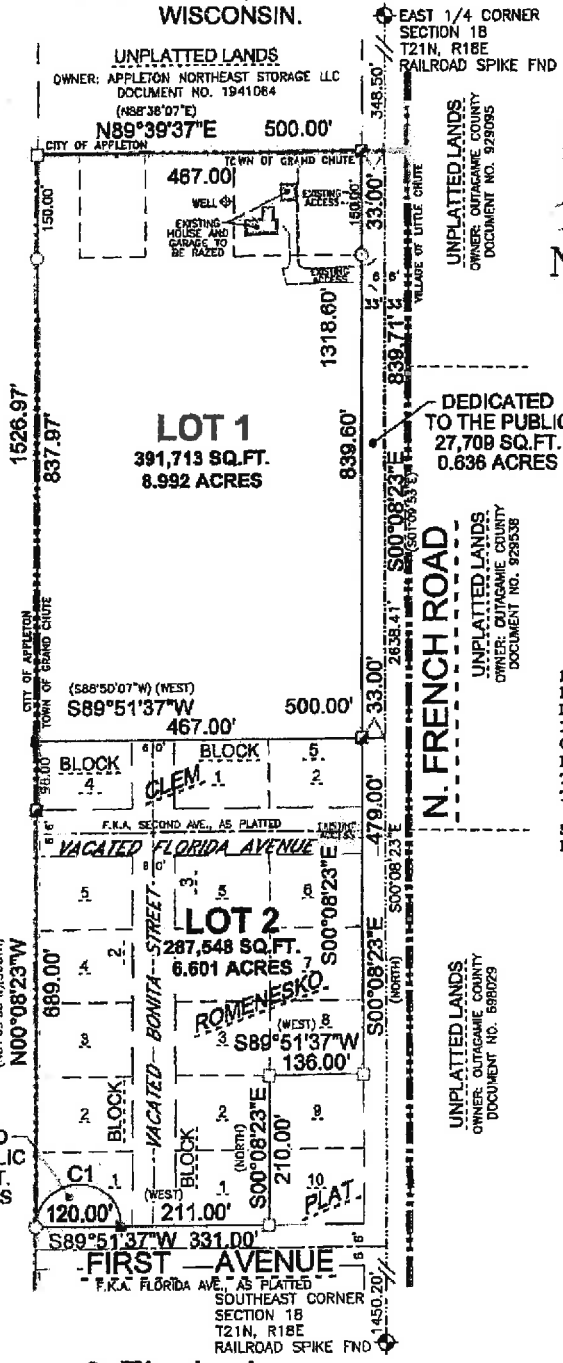 WISCONSIN.
EAST 1/4 CORNER
SECTION 18
T21N, R18E
RAILROAD SPIKE FND
UNPLATTED LANDS
OWNER: APPLETON NORTHEAST STORAGE LLC
DOCUMENT NO. 1941064
(N88°38'07"E)
N89°39'37"E 500.00'
348.50'
CITY OF APPLETON
TOWN OF GRAND CHUTE
467.00'
WELL
EXISTING
ACCESS
EXISTING
HOUSE AND
GARAGE TO
BE RAZED
EXISTING
ACCESS
150.00'
150.00'
33.00'
UNPLATTED LANDS
OWNER: OUTAGAMIE COUNTY
DOCUMENT NO. 929095
VILLAGE OF LITTLE CHUTE
N
6' 6'
33' 33'
1318.60'
839.71'
1526.97'
837.97'
LOT 1
391,713 SQ.FT.
8.992 ACRES
839.60'
DEDICATED
TO THE PUBLIC
27,709 SQ.FT.
0.636 ACRES
S00°08'23"E
(S01°09'53"E)
2638.41'
N. FRENCH ROAD
UNPLATTED LANDS
OWNER: OUTAGAMIE COUNTY
DOCUMENT NO. 929538
CITY OF APPLETON
TOWN OF GRAND CHUTE
(S88°50'07"W) (WEST)
S89°51'37"W 500.00'
467.00'
33.00'
BLOCK
4
60'
BLOCK
CLEM
1
5
2
98.00'
F.K.A. SECOND AVE., AS PLATTED
EXISTING
ACCESS
VACATED FLORIDA AVENUE
66'
60'
479.00'
S00°08'23"E
S00°08'23"E
S00°08'23"E
(NORTH)
5
3
5
6
LOT 2
287,548 SQ.FT.
6.601 ACRES
4
2
7
689.00'
N00°08'23"W
VACATED BONITA STREET
ROMENESKO
3
3
(WEST) 8
S89°51'37"W
136.00'
UNPLATTED LANDS
OWNER: OUTAGAMIE COUNTY
DOCUMENT NO. 598029
2
BLOCK
2
9
S00°08'23"E
(NORTH)
210.00'
1
BLOCK
1
10
PLAT
C1
120.00'
(WEST)
211.00'
S89°51'37"W 331.00'
66'
FIRST AVENUE
F.K.A. FLORIDA AVE., AS PLATTED
SOUTHEAST CORNER
SECTION 18
T21N, R18E
RAILROAD SPIKE FND
1450.20'